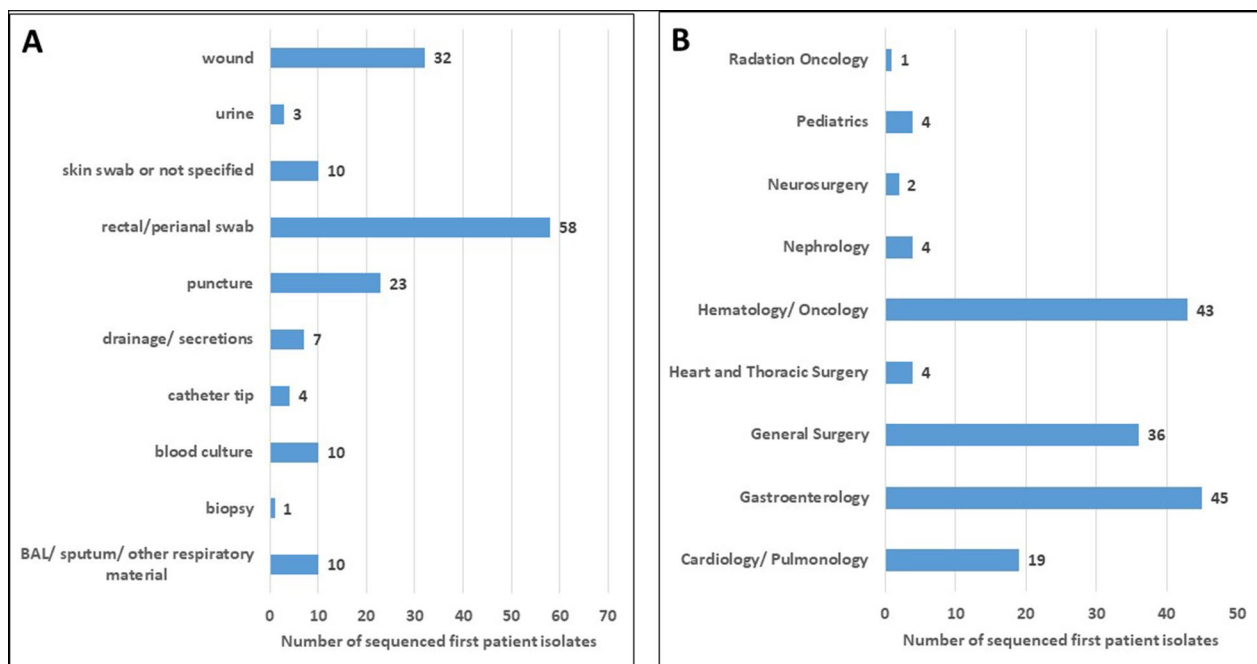 A
wound
32
urine
3
skin swab or not specified
10
rectal/perianal swab
58
puncture
23
drainage/ secretions
7
catheter tip
4
blood culture
10
biopsy
1
BAL/ sputum/ other respiratory
material
10
0 10 20 30 40 50 60 70
Number of sequenced first patient isolates
B
Radation Oncology
1
Pediatrics
4
Neurosurgery
2
Nephrology
4
Hematology/ Oncology
43
Heart and Thoracic Surgery
4
General Surgery
36
Gastroenterology
45
Cardiology/ Pulmonology
19
0 10 20 30 40 50
Number of sequenced first patient isolates